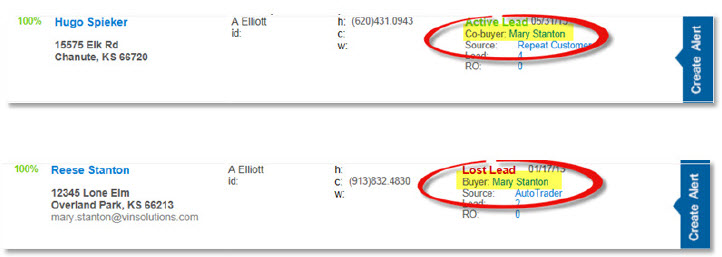 100% Hugo Spieker A Elliott h: (620)431.0943 Active Lead 05/31/13
id: c: Co-buyer: Mary Stanton
15575 Elk Rd w: Source: Repeat Customer
Chanute, KS 66720 Lead: 4
RO: 0
Create Alert
100% Reese Stanton A Elliott h: Lost Lead 01/17/13
Id: c: (913)832.4830 Buyer: Mary Stanton
12345 Lone Elm w: Source: AutoTrader
Overland Park, KS 66213 Lead: 2
mary.stanton@vinsolutions.com RO: 0
Create Alert